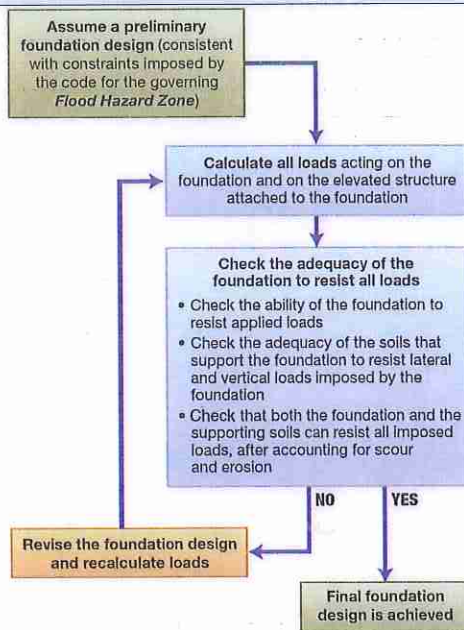 Assume a preliminary
foundation design (consistent
with constraints imposed by
the code for the governing
Flood Hazard Zone)
Calculate all loads acting on the
foundation and on the elevated structure
attached to the foundation
Check the adequacy of the
foundation to resist all loads
• Check the ability of the foundation to
resist applied loads
• Check the adequacy of the soils that
support the foundation to resist lateral
and vertical loads imposed by the
foundation
• Check that both the foundation and the
supporting soils can resist all imposed
loads, after accounting for scour
and erosion
NO YES
Revise the foundation design
and recalculate loads
Final foundation
design is achieved